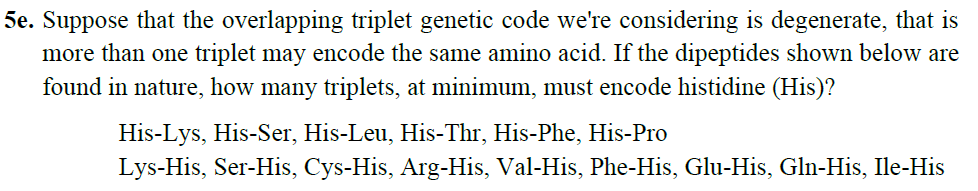 5e. Suppose that the overlapping triplet genetic code we're considering is degenerate, that is
more than one triplet may encode the same amino acid. If the dipeptides shown below are
found in nature, how many triplets, at minimum, must encode histidine (His)?
His-Lys, His-Ser, His-Leu, His-Thr, His-Phe, His-Pro
Lys-His, Ser-His, Cys-His, Arg-His, Val-His, Phe-His, Glu-His, Gln-His, Ile-His